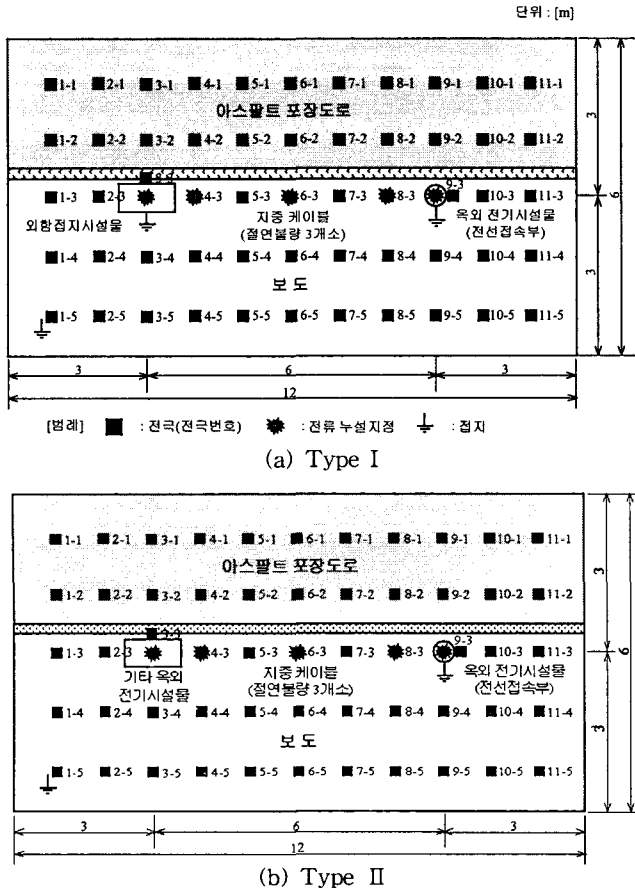 단위 : [m]
1-1 2-1 3-1 4-1 5-1 6-1 7-1 8-1 9-1 10-1 11-1
아스팔트 포장도로
1-2 2-2 3-2 4-2 5-2 6-2 7-2 8-2 9-2 10-2 11-2
3-3
9-3
1-3 2-3 4-3 5-3 6-3 7-3 8-3 10-3 11-3
외함접지시설물
지중 케이블
(절연불량 3개소)
옥외 전기시설물
(전선접속부)
1-4 2-4 3-4 4-4 5-4 6-4 7-4 8-4 9-4 10-4 11-4
보 도
1-5 2-5 3-5 4-5 5-5 6-5 7-5 8-5 9-5 10-5 11-5
3
3
6
3 6 3
12
[범례] : 전극(전극번호) : 전류 누설지점 : 접지
(a) Type Ⅰ
1-1 2-1 3-1 4-1 5-1 6-1 7-1 8-1 9-1 10-1 11-1
아스팔트 포장도로
1-2 2-2 3-2 4-2 5-2 6-2 7-2 8-2 9-2 10-2 11-2
3-3
9-3
1-3 2-3 4-3 6-3 7-3 8-3 10-3 11-3
기타 옥외
전기시설물
지중 케이블
(절연불량 3개소)
옥외 전기시설물
(전선접속부)
1-4 2-4 3-4 4-4 5-4 6-4 7-4 8-4 9-4 10-4 11-4
보 도
1-5 2-5 3-5 4-5 5-5 6-5 7-5 8-5 9-5 10-5 11-5
3
3
6
3 6 3
12
(b) Type Ⅱ